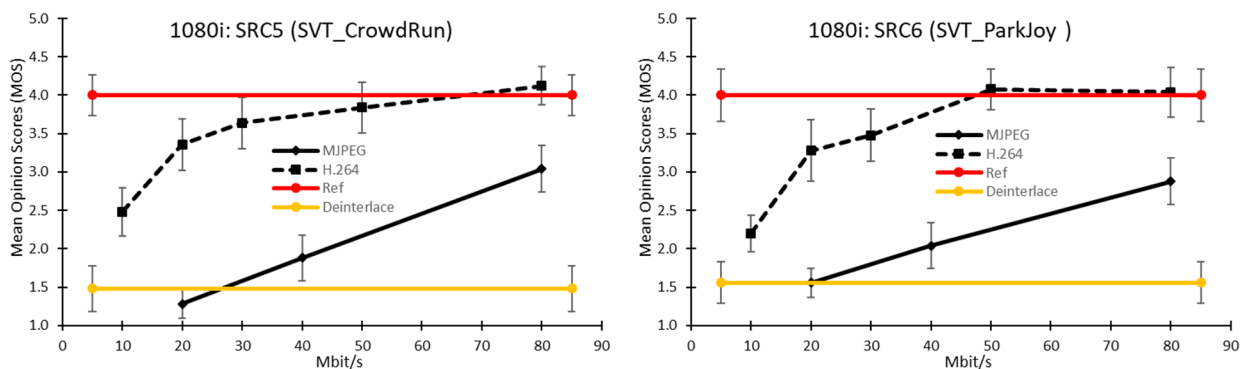 1080i: SRC5 (SVT_CrowdRun)
Mean Opinion Scores (MOS)
5.0
4.5
4.0
3.5
3.0
2.5
2.0
1.5
1.0
MJPEG
H.264
Ref
Deinterlace
0 10 20 30 40 50 60 70 80 90
Mbit/s
1080i: SRC6 (SVT_ParkJoy )
Mean Opinion Scores (MOS)
5.0
4.5
4.0
3.5
3.0
2.5
2.0
1.5
1.0
MJPEG
H.264
Ref
Deinterlace
0 10 20 30 40 50 60 70 80 90
Mbit/s